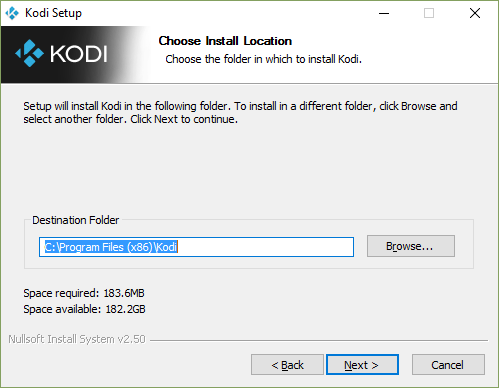 Kodi Setup
KODI
Choose Install Location
Choose the folder in which to install Kodi.
Setup will install Kodi in the following folder. To install in a different folder, click Browse and
select another folder. Click Next to continue.
Destination Folder
C:\Program Files (x86)\Kodi
Browse...
Space required: 183.6MB
Space available: 182.2GB
Nullsoft Install System v2.50
< Back
Next >
Cancel